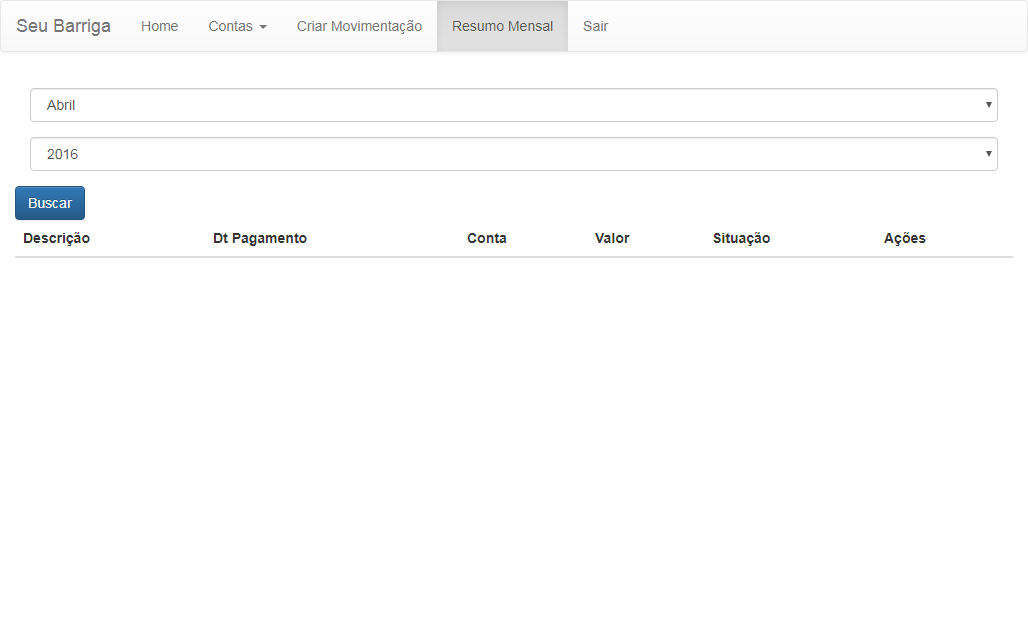 Seu Barriga Home Contas Criar Movimentação Resumo Mensal Sair
Abril
2016
Buscar
Descrição Dt Pagamento Conta Valor Situação Ações